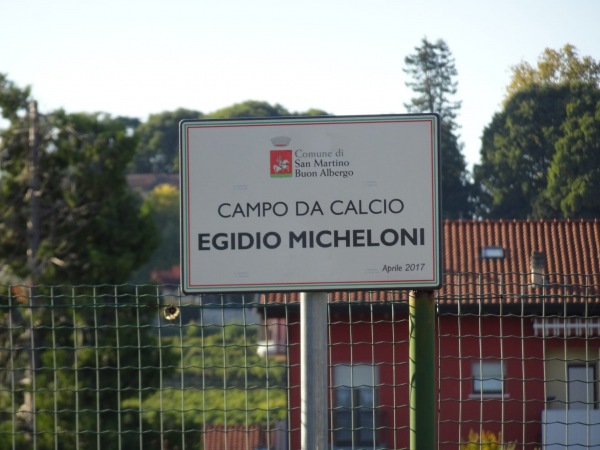 Comune di
San Martino
Buon Albergo
CAMPO DA CALCIO
EGIDIO MICHELONI
Aprile 2017